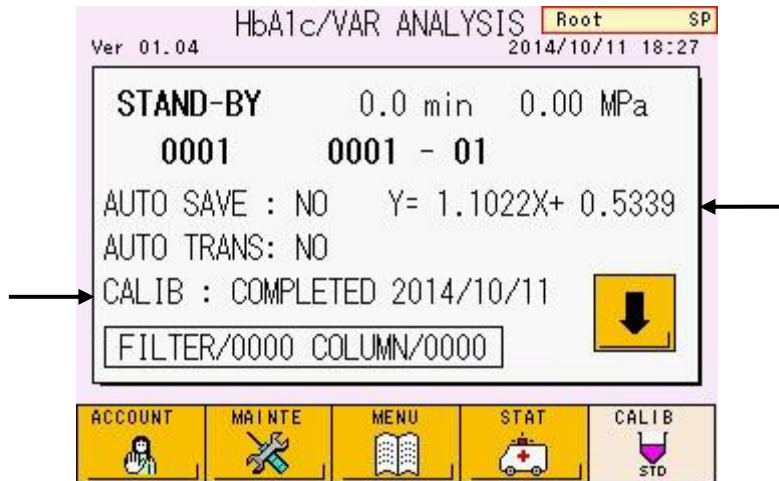 HbA1c/VAR ANALYSIS
Root SP
Ver 01.04 2014/10/11 18:27
STAND-BY 0.0 min 0.00 MPa
0001 0001 - 01
AUTO SAVE : NO Y= 1.1022X+ 0.5339
AUTO TRANS: NO
CALIB : COMPLETED 2014/10/11
FILTER/0000 COLUMN/0000
ACCOUNT MAINTE MENU STAT CALIB
STD